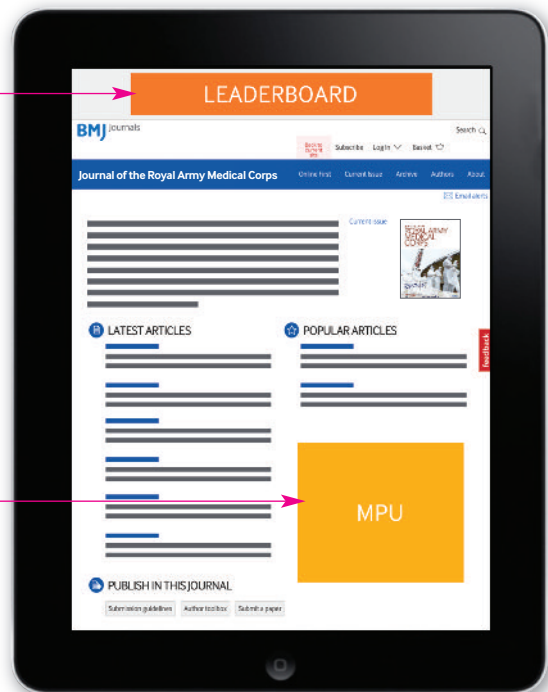 LEADERBOARD
BMJ Journals
Search
Subscribe Log In Basket
Journal of the Royal Army Medical Corps
Online First Current Issue Archive Authors About
Email alerts
Current issue
ROYAL ARMY
MEDICAL
CORPS
LATEST ARTICLES
POPULAR ARTICLES
feedback
MPU
PUBLISH IN THIS JOURNAL
Submission guidelines Author toolbox Submit a paper